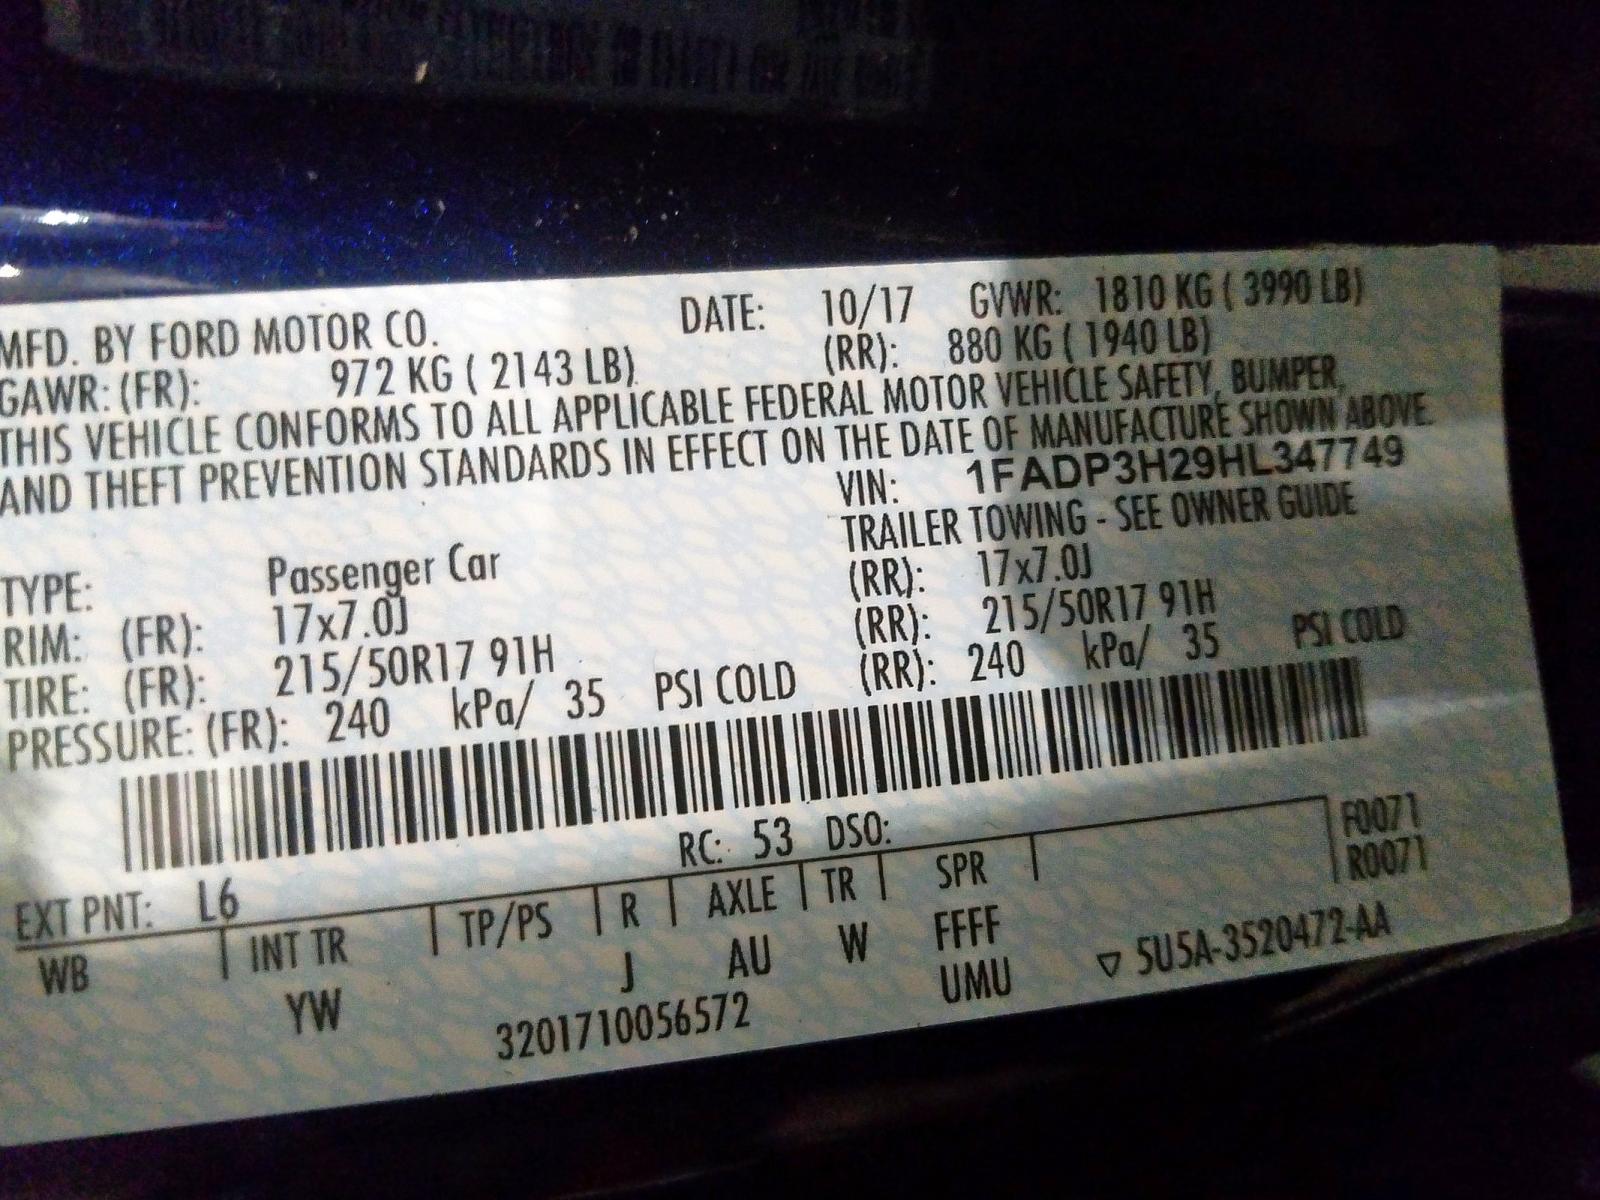 MFD. BY FORD MOTOR CO. DATE: 10/17 GVWR: 1810 KG ( 3990 LB)
GAWR: (FR): 972 KG ( 2143 LB) (RR): 880 KG ( 1940 LB)
THIS VEHICLE CONFORMS TO ALL APPLICABLE FEDERAL MOTOR VEHICLE SAFETY, BUMPER,
AND THEFT PREVENTION STANDARDS IN EFFECT ON THE DATE OF MANUFACTURE SHOWN ABOVE.
VIN: 1FADP3H29HL347749
TRAILER TOWING - SEE OWNER GUIDE
TYPE: Passenger Car
RIM: (FR): 17x7.0J (RR): 17x7.0J
TIRE: (FR): 215/50R17 91H (RR): 215/50R17 91H
PRESSURE: (FR): 240 kPa/ 35 PSI COLD (RR): 240 kPa/ 35 PSI COLD
RC: 53 DSO:
F0071
R0071
EXT PNT: L6
WB INT TR TP/PS R AXLE TR SPR
YW J AU W FFFF
UMU
3201710056572
5U5A-3520472-AA